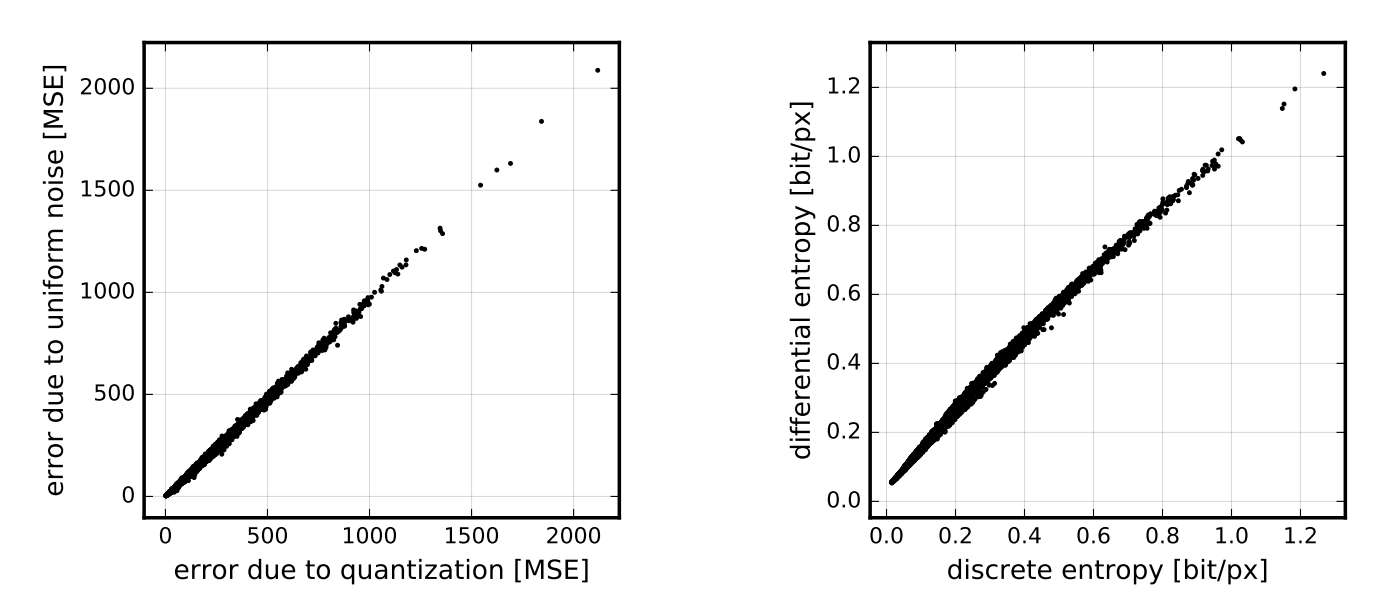 error due to uniform noise [MSE]
2000
1500
1000
500
0
0 500 1000 1500 2000
error due to quantization [MSE]
differential entropy [bit/px]
1.2
1.0
0.8
0.6
0.4
0.2
0.0
0.0 0.2 0.4 0.6 0.8 1.0 1.2
discrete entropy [bit/px]